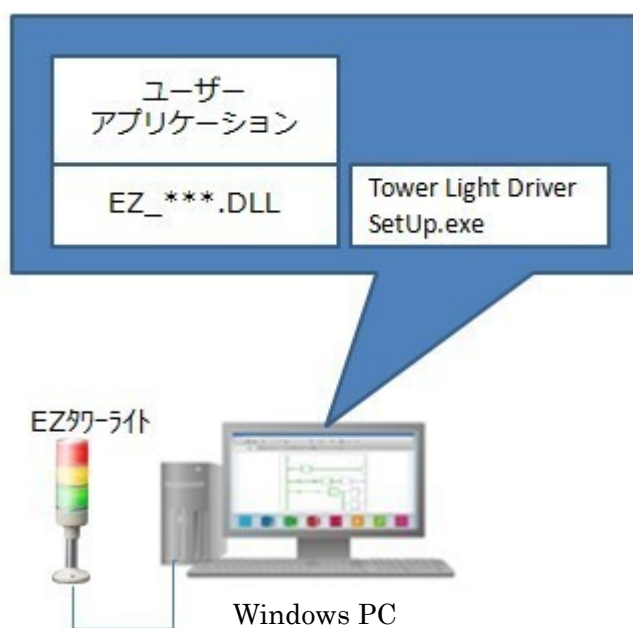 ユーザー
アプリケーション
EZ_***.DLL
Tower Light Driver
SetUp.exe
EZﾀﾜｰﾗｲﾄ
Windows PC